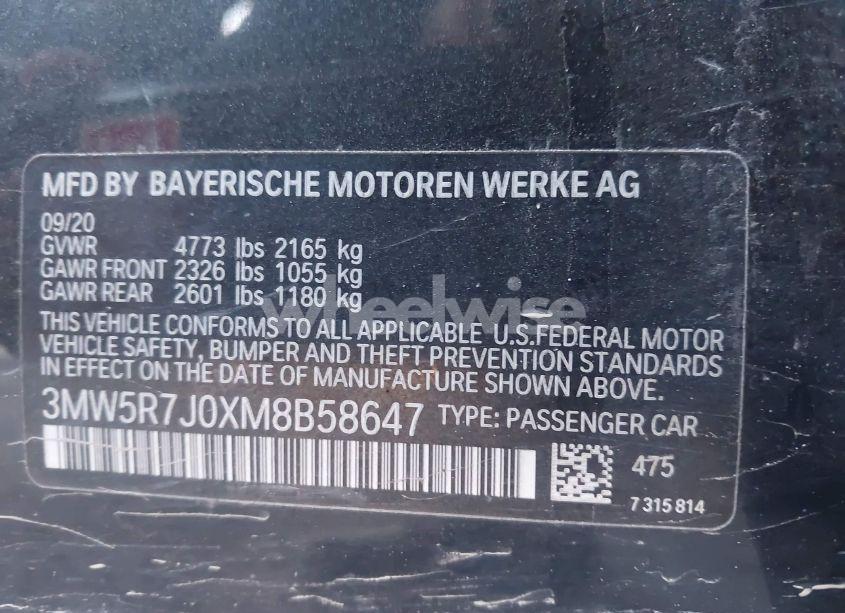 MFD BY BAYERISCHE MOTOREN WERKE AG
09/20
GVWR 4773 lbs 2165 kg
GAWR FRONT 2326 lbs 1055 kg
GAWR REAR 2601 lbs 1180 kg
wheelwise
THIS VEHICLE CONFORMS TO ALL APPLICABLE U.S.FEDERAL MOTOR
VEHICLE SAFETY, BUMPER AND THEFT PREVENTION STANDARDS
IN EFFECT ON THE DATE OF MANUFACTURE SHOWN ABOVE.
3MW5R7J0XM8B58647 TYPE: PASSENGER CAR
475
7 315 814